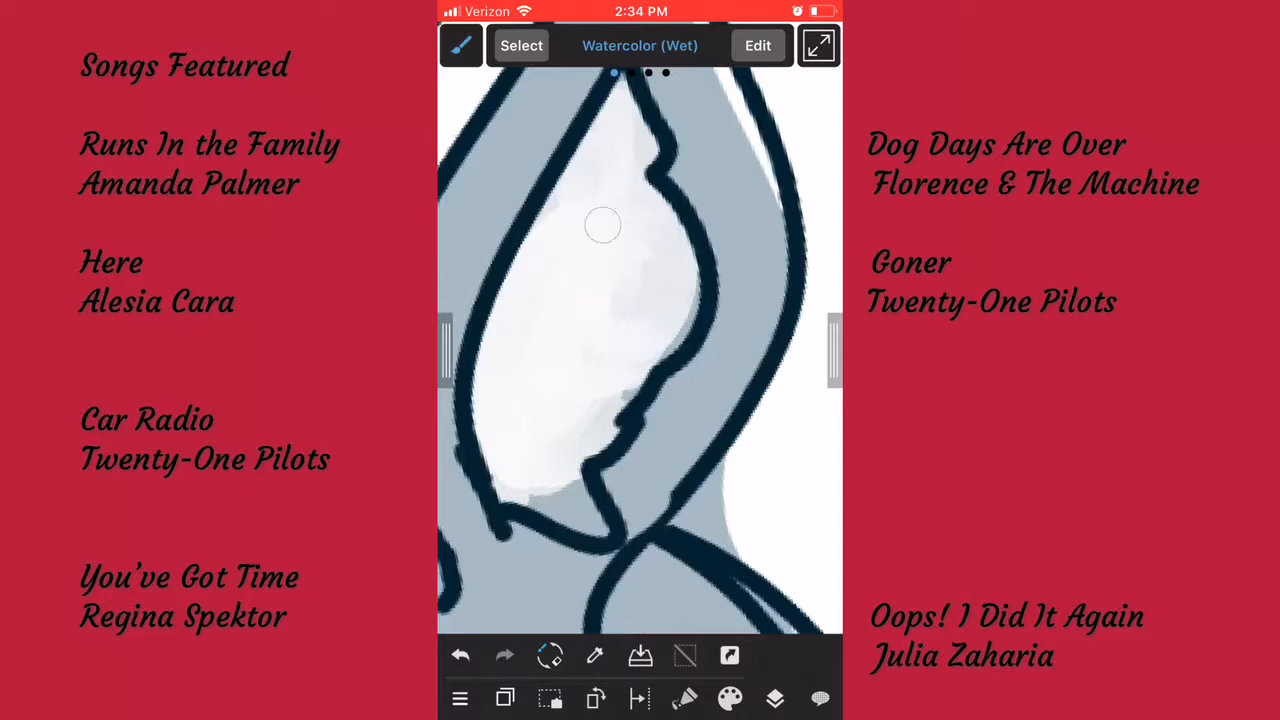 Verizon
2:34 PM
Select
Watercolor (Wet)
Edit
Songs Featured
Runs In the Family
Amanda Palmer
Here
Alesia Cara
Car Radio
Twenty-One Pilots
You've Got Time
Regina Spektor
Dog Days Are Over
Florence & The Machine
Goner
Twenty-One Pilots
Oops! I Did It Again
Julia Zaharia